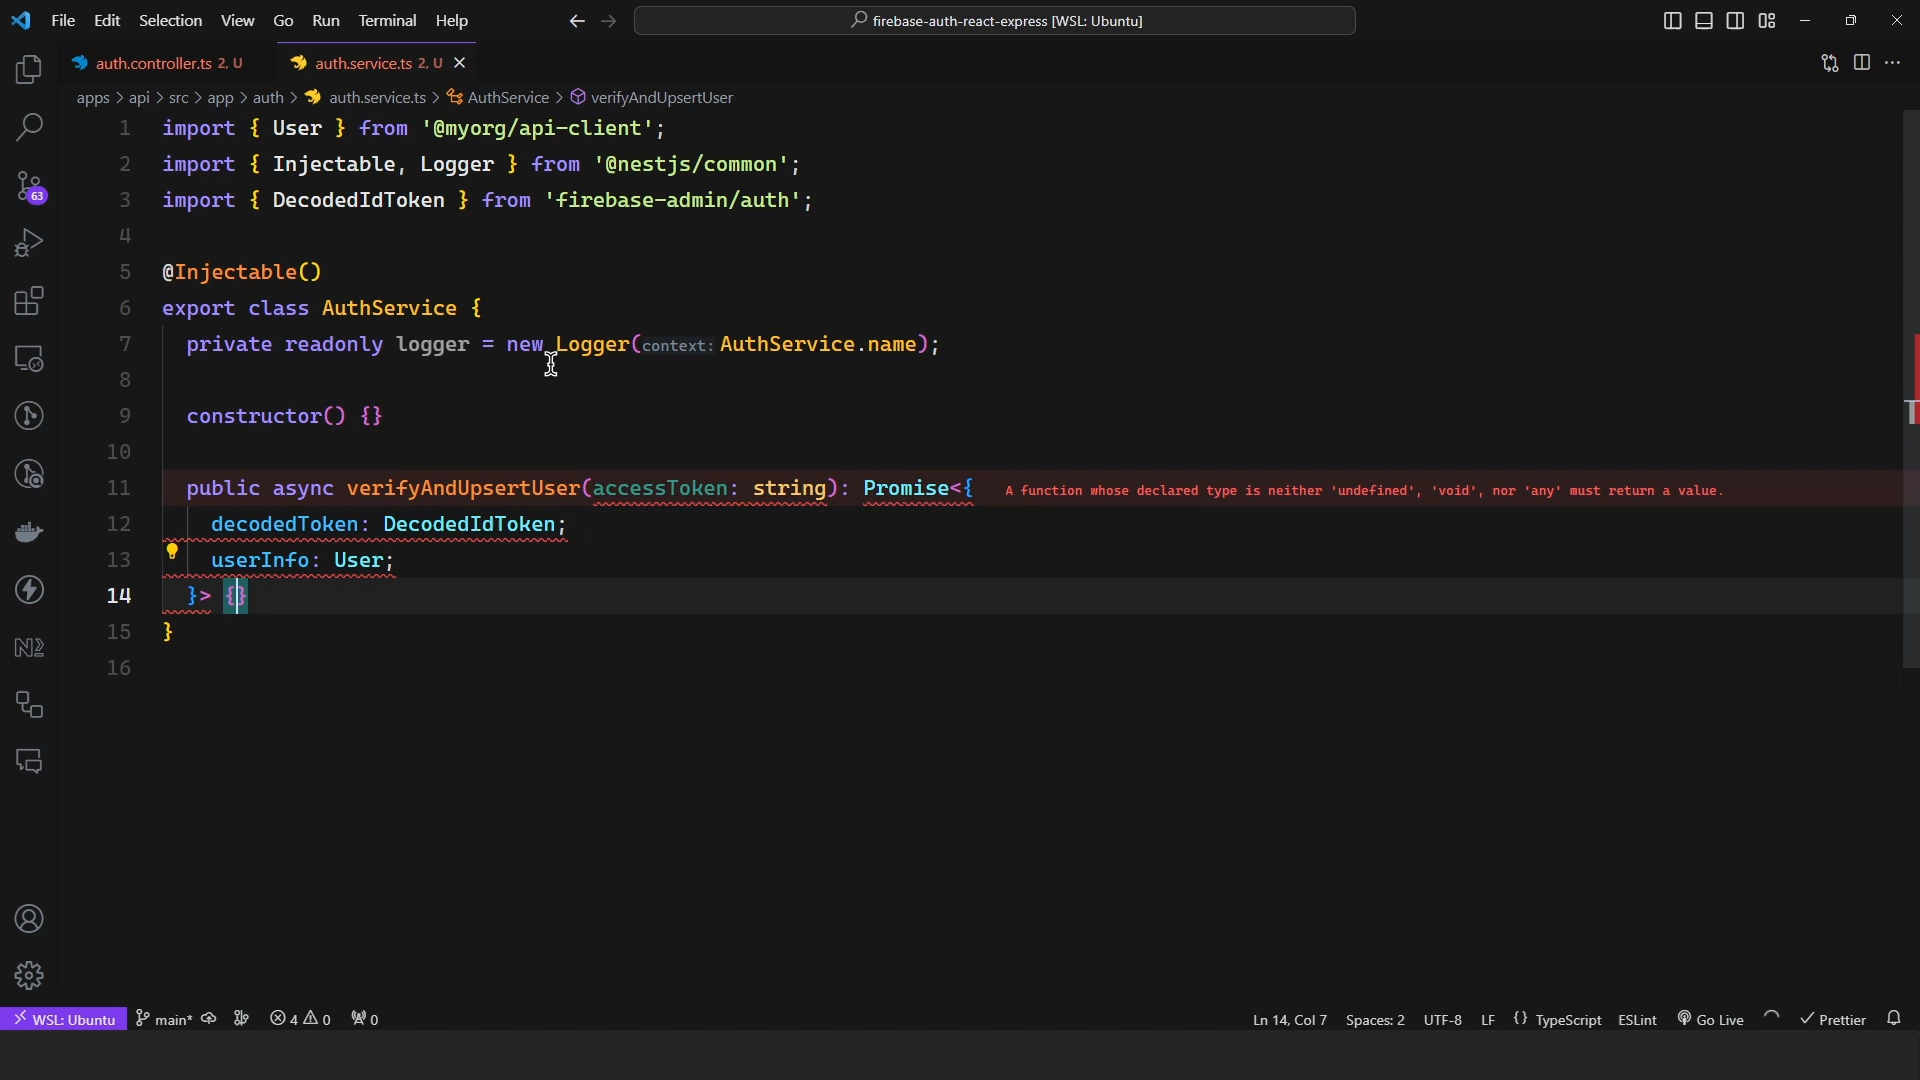 File Edit Selection View Go Run Terminal Help
firebase-auth-react-express [WSL: Ubuntu]
auth.controller.ts 2, U
auth.service.ts 2, U
apps > api > src > app > auth > auth.service.ts > AuthService > verifyAndUpsertUser
1 import { User } from '@myorg/api-client';
2 import { Injectable, Logger } from '@nestjs/common';
3 import { DecodedIdToken } from 'firebase-admin/auth';
4
5 @Injectable()
6 export class AuthService {
7 private readonly logger = new Logger(context: AuthService.name);
8
9 constructor() {}
10
11 public async verifyAndUpsertUser(accessToken: string): Promise<{ A function whose declared type is neither 'undefined', 'void', nor 'any' must return a value.
12 decodedToken: DecodedIdToken;
13 userInfo: User;
14 }> {}
15 }
16
63
WSL: Ubuntu main* 4 0 0 Ln 14, Col 7 Spaces: 2 UTF-8 LF {} TypeScript ESLint Go Live Prettier